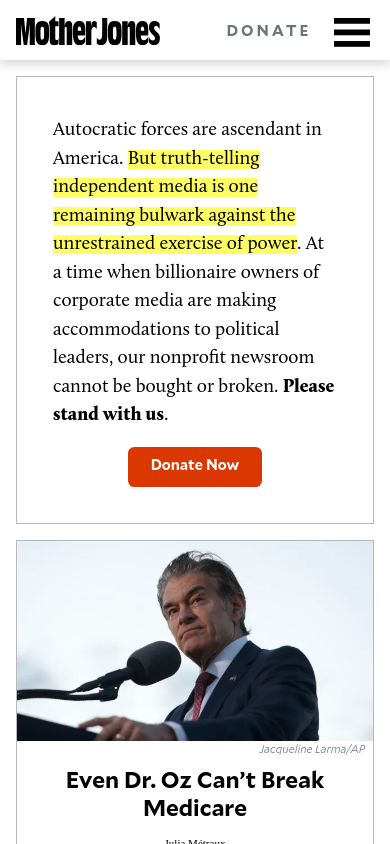 Mother Jones
DONATE
Autocratic forces are ascendant in
America. But truth-telling
independent media is one
remaining bulwark against the
unrestrained exercise of power. At
a time when billionaire owners of
corporate media are making
accommodations to political
leaders, our nonprofit newsroom
cannot be bought or broken. Please
stand with us.
Donate Now
Jacqueline Larma/AP
Even Dr. Oz Can’t Break
Medicare
Julia Métraux